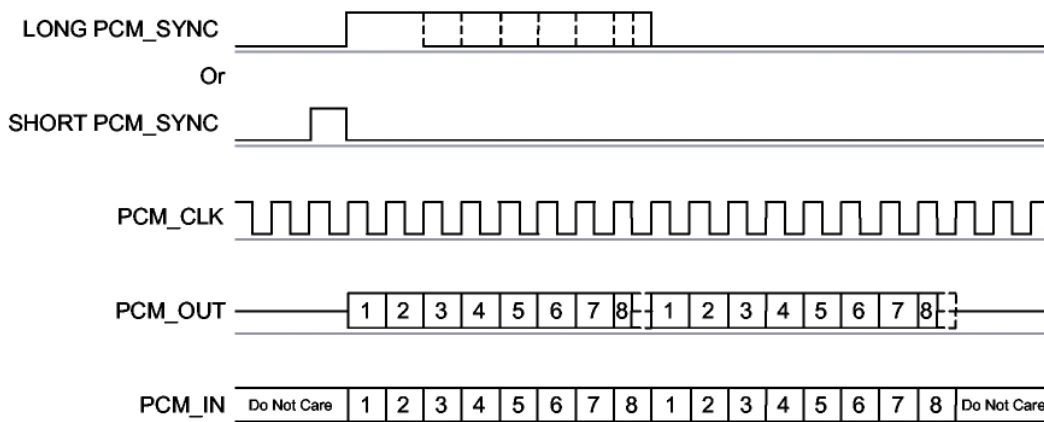 LONG PCM_SYNC
Or
SHORT PCM_SYNC
PCM_CLK
PCM_OUT 1 2 3 4 5 6 7 8 1 2 3 4 5 6 7 8
PCM_IN Do Not Care 1 2 3 4 5 6 7 8 1 2 3 4 5 6 7 8 Do Not Care